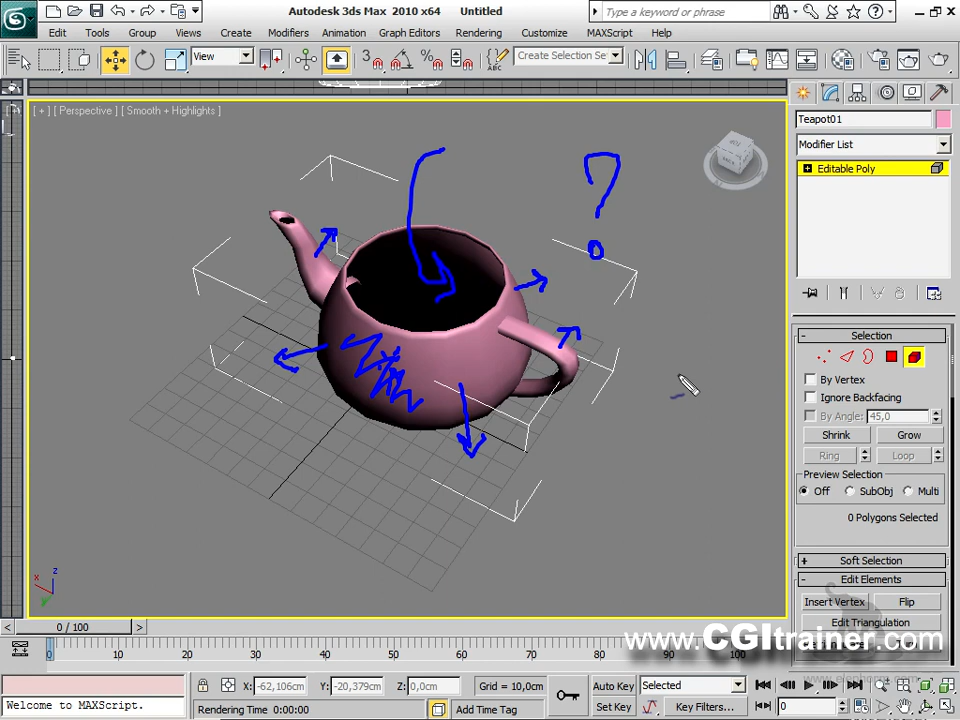 Autodesk 3ds Max 2010 x64 Untitled
Type a keyword or phrase
Edit Tools Group Views Create Modifiers Animation Graph Editors Rendering Customize MAXScript Help
View
Create Selection Se
[ + ] [ Perspective ] [ Smooth + Highlights ]
?
Teapot01
Modifier List
Editable Poly
Selection
By Vertex
Ignore Backfacing
By Angle: 45,0
Shrink Grow
Ring Loop
Preview Selection
Off SubObj Multi
0 Polygons Selected
Soft Selection
Edit Elements
Insert Vertex Flip
Edit Triangulation
z
x
y
0 / 100
0 10 20 30 40 50 60 70 80 90 100
www.CGItrainer.com
X: -62,106cm Y: -20,379cm Z: 0,0cm Grid = 10,0cm
Auto Key Selected
Welcome to MAXScript.
Rendering Time 0:00:00
Add Time Tag
Set Key Key Filters...
0